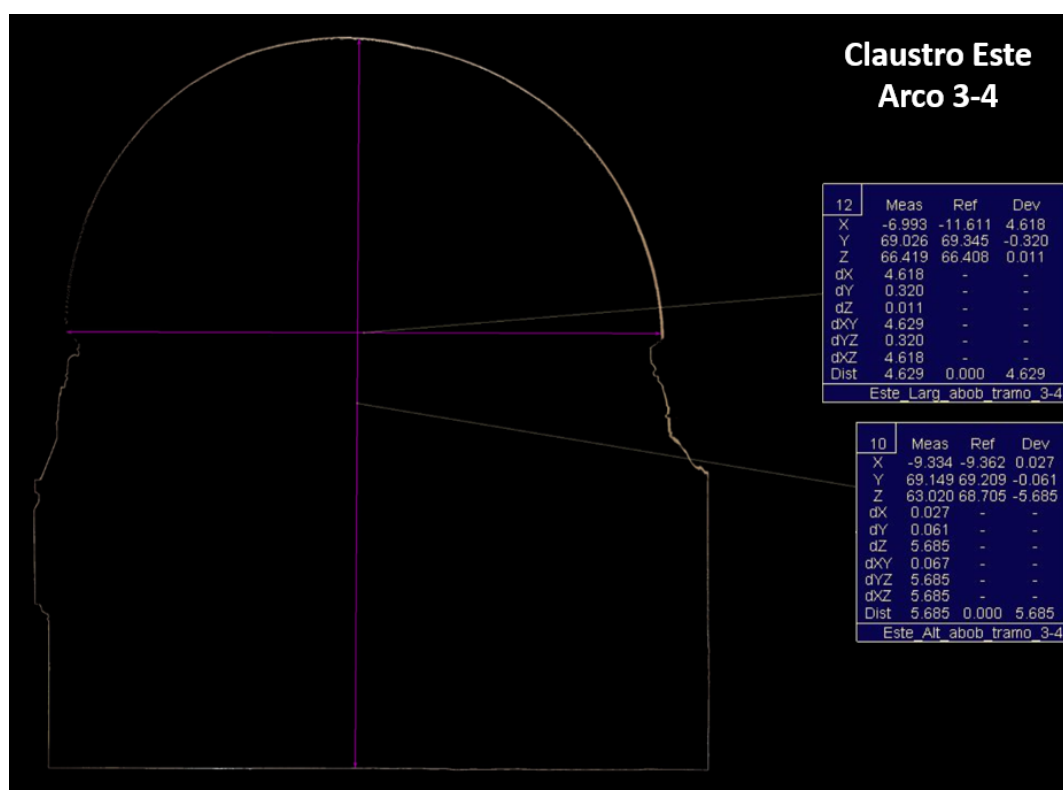 Claustro Este
Arco 3-4
12 Meas Ref Dev
X -6.993 -11.611 4.618
Y 69.026 69.345 -0.320
Z 66.419 66.408 0.011
dX 4.618 - -
dY 0.320 - -
dZ 0.011 - -
dXY 4.629 - -
dYZ 0.320 - -
dXZ 4.618 - -
Dist 4.629 0.000 4.629
Este_Larg_abob_tramo_3-4
10 Meas Ref Dev
X -9.334 -9.362 0.027
Y 69.149 69.209 -0.061
Z 63.020 68.705 -5.685
dX 0.027 - -
dY 0.061 - -
dZ 5.685 - -
dXY 0.067 - -
dYZ 5.685 - -
dXZ 5.685 - -
Dist 5.685 0.000 5.685
Este_Alt_abob_tramo_3-4